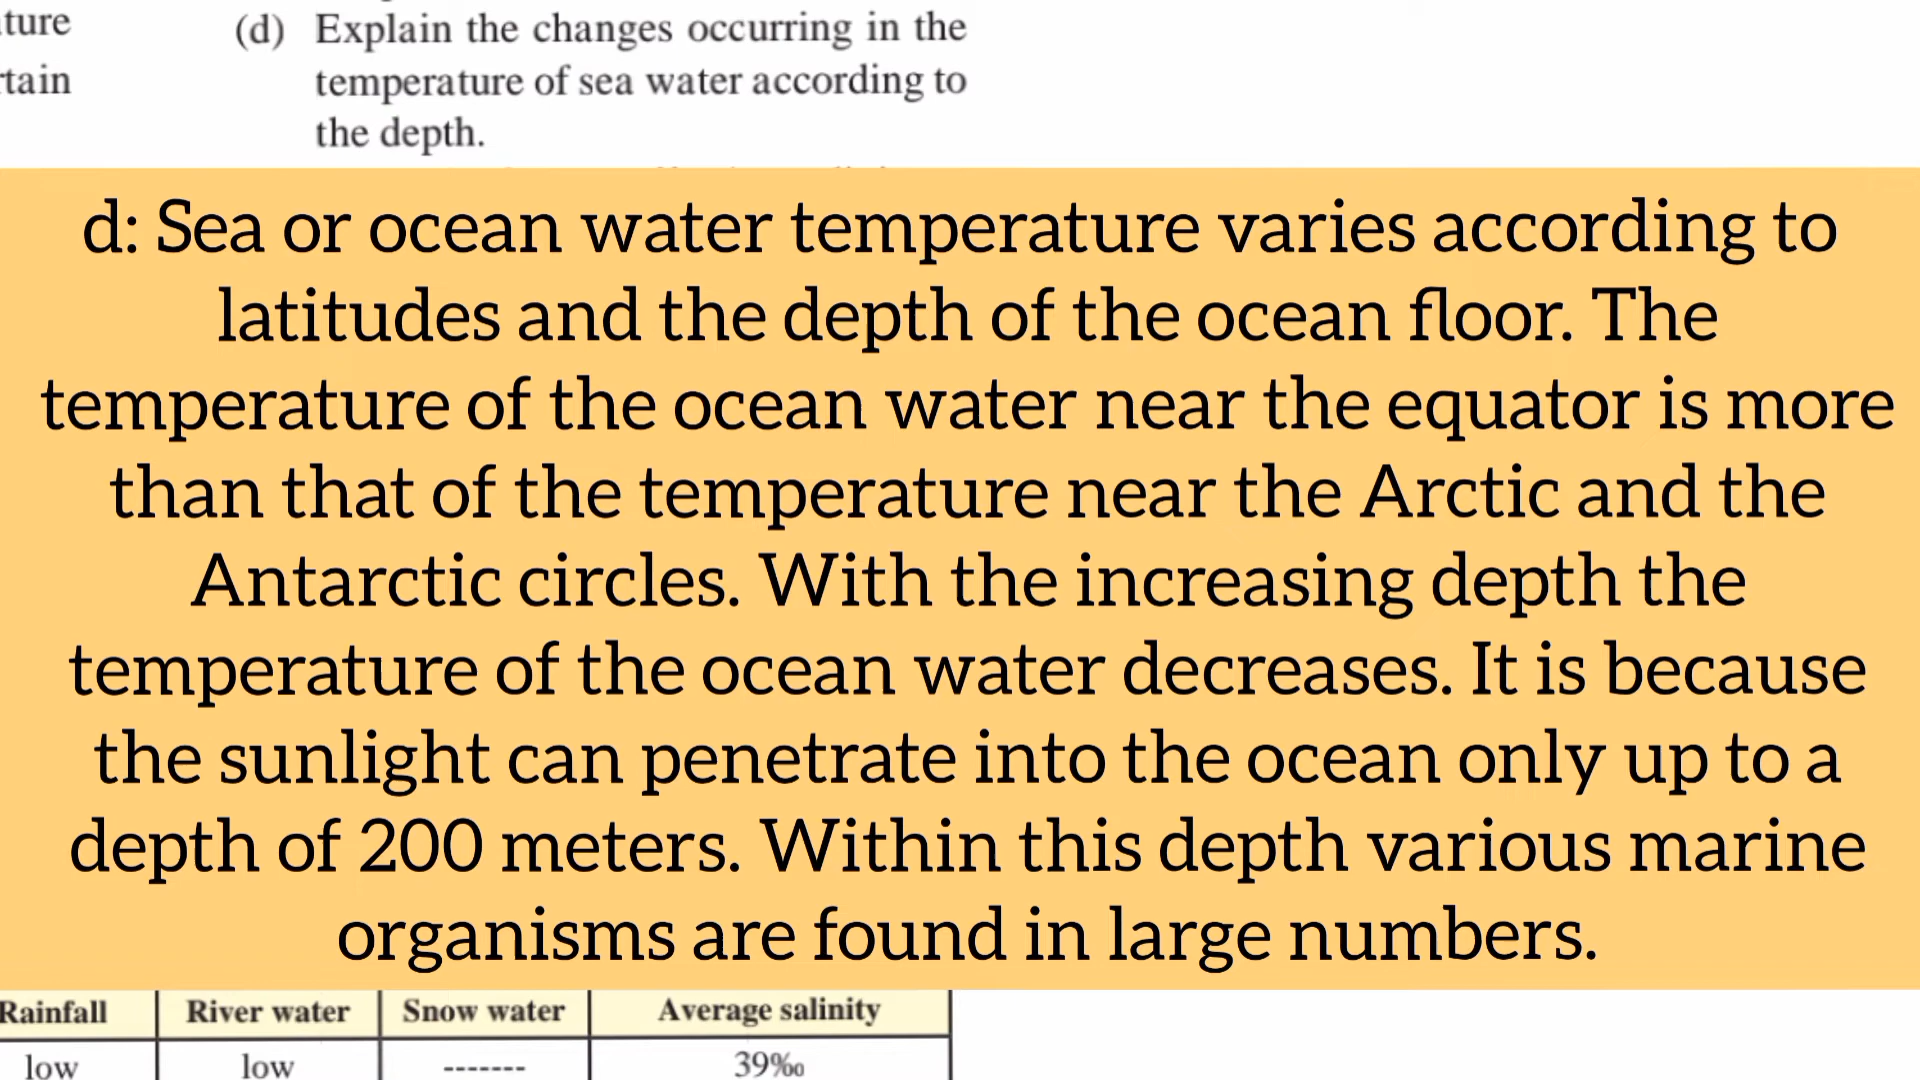 ture
rtain
(d) Explain the changes occurring in the
temperature of sea water according to
the depth.
d: Sea or ocean water temperature varies according to
latitudes and the depth of the ocean floor. The
temperature of the ocean water near the equator is more
than that of the temperature near the Arctic and the
Antarctic circles. With the increasing depth the
temperature of the ocean water decreases. It is because
the sunlight can penetrate into the ocean only up to a
depth of 200 meters. Within this depth various marine
organisms are found in large numbers.
Rainfall River water Snow water Average salinity
low low ------- 39‰